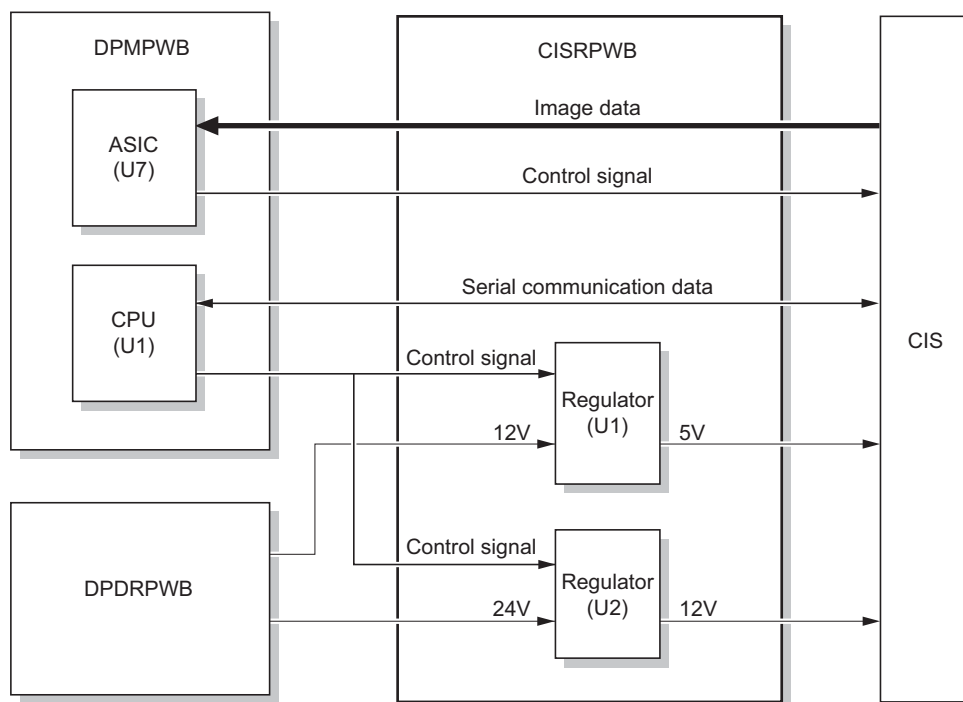 DPMPWB
CISRPWB
Image data
ASIC
(U7)
Control signal
Serial communication data
CPU
(U1)
CIS
Control signal
Regulator
(U1)
12V
5V
DPDRPWB
Control signal
Regulator
(U2)
24V
12V